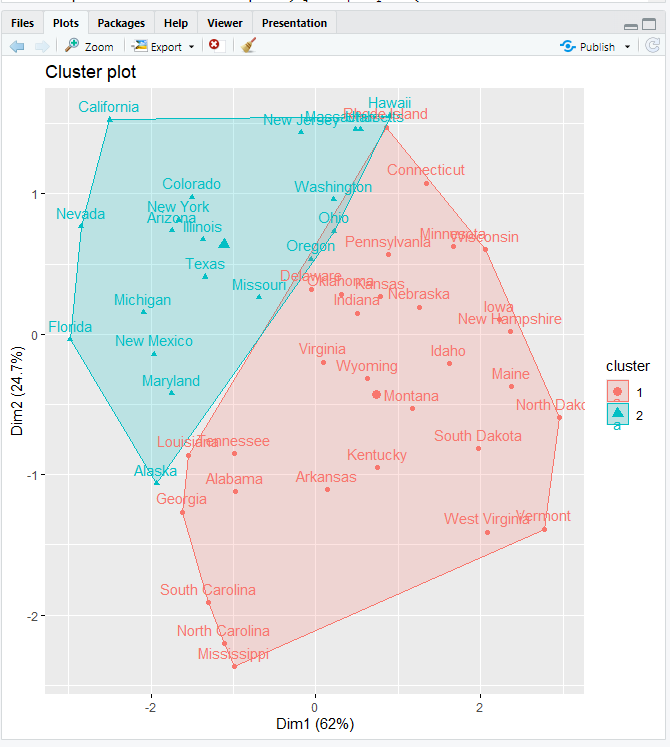 Files Plots Packages Help Viewer Presentation
Zoom Export Publish
Cluster plot
California
Hawaii
Rhode Island
New Jersey
Connecticut
Colorado
Washington
New York
Nevada
Arizona
Ohio
Illinois
Minnesota
Wisconsin
Pennsylvania
Oregon
Texas
Delaware
Oklahoma
Kansas
Missouri
Nebraska
Michigan
Indiana
Iowa
New Hampshire
Florida
New Mexico
Virginia
Idaho
Wyoming
Maryland
Maine
Montana
North Dako
South Dakota
Louisiana
Tennessee
Kentucky
Alaska
Alabama
Arkansas
Georgia
West Virginia
Vermont
South Carolina
North Carolina
Mississippi
1
0
-1
-2
Dim2 (24.7%)
-2 0 2
Dim1 (62%)
cluster
a 1
a 2